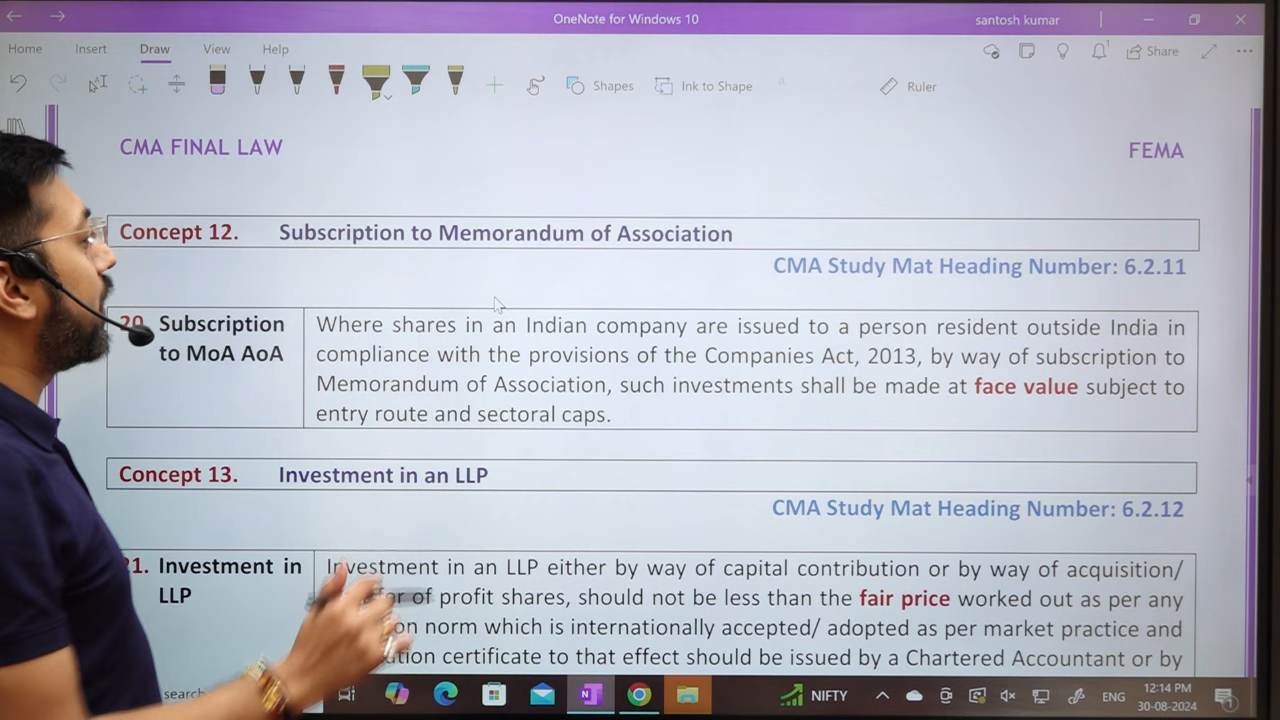 OneNote for Windows 10
santosh kumar
Home Insert Draw View Help
Share
Shapes
Ink to Shape
Ruler
CMA FINAL LAW
FEMA
Concept 12. Subscription to Memorandum of Association
CMA Study Mat Heading Number: 6.2.11
20. Subscription
to MoA AoA
Where shares in an Indian company are issued to a person resident outside India in
compliance with the provisions of the Companies Act, 2013, by way of subscription to
Memorandum of Association, such investments shall be made at face value subject to
entry route and sectoral caps.
Concept 13. Investment in an LLP
CMA Study Mat Heading Number: 6.2.12
21. Investment in
LLP
Investment in an LLP either by way of capital contribution or by way of acquisition/
of profit shares, should not be less than the fair price worked out as per any
norm which is internationally accepted/ adopted as per market practice and
certificate to that effect should be issued by a Chartered Accountant or by
search
NIFTY
ENG
12:14 PM
30-08-2024